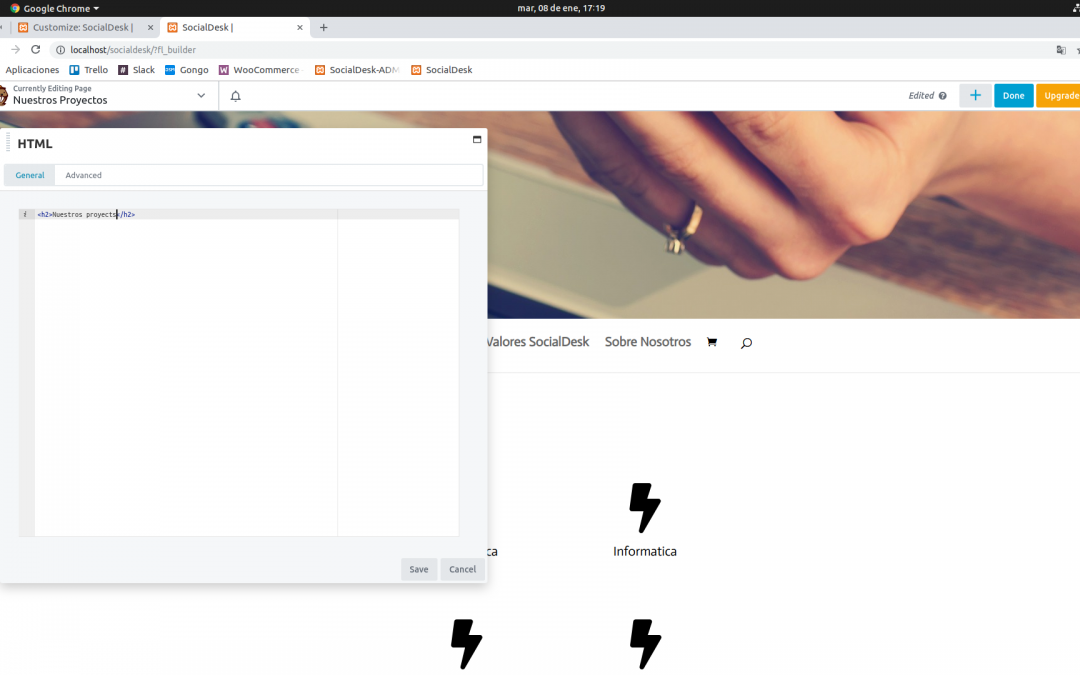 Google Chrome mar, 08 de ene, 17:19
Customize: SocialDesk | × SocialDesk | × +
localhost/socialdesk/?fl_builder
Aplicaciones Trello Slack Gongo WooCommerce SocialDesk-ADM SocialDesk
Currently Editing Page
Nuestros Proyectos
Edited ? + Done Upgrade
HTML
General Advanced
i <h2>Nuestros proyects</h2>
Valores SocialDesk Sobre Nosotros
ca Informatica
Save Cancel